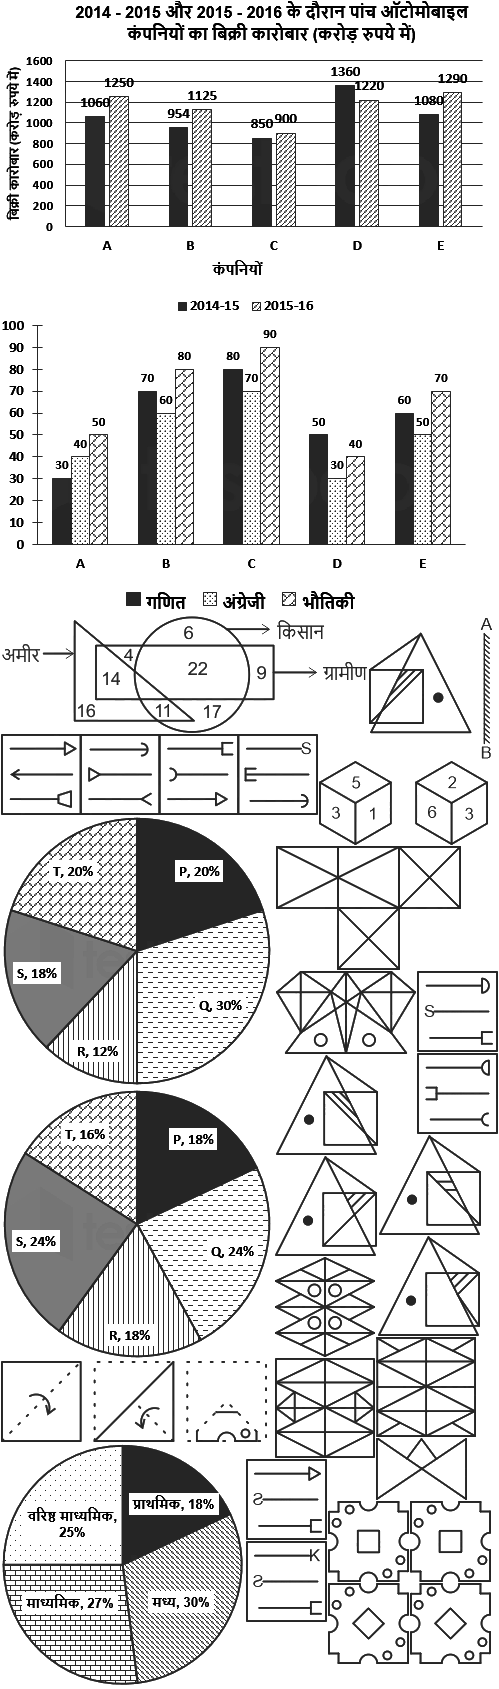 2014 - 2015 और 2015 - 2016 के दौरान पांच ऑटोमोबाइल
कंपनियों का बिक्री कारोबार (करोड़ रुपये में)
बिक्री कारोबार (करोड़ रुपये में)
1600
1400
1200
1000
800
600
400
200
0
1060 1250
954 1125
850 900
1360 1220
1080 1290
A B C D E
कंपनियों
2014-15 2015-16
100
90
80
70
60
50
40
30
20
10
0
30 40 50
70 60 80
80 70 90
50 30 40
60 50 70
A B C D E
गणित अंग्रेजी भौतिकी
अमीर
किसान
ग्रामीण
6
4
22
14
9
16
11
17
A
B
S
5
3 1
2
6 3
T, 20%
P, 20%
S, 18%
Q, 30%
R, 12%
S
T, 16%
P, 18%
S, 24%
Q, 24%
R, 18%
वरिष्ठ माध्यमिक,
25%
प्राथमिक, 18%
माध्यमिक, 27%
मध्य, 30%
S
K
S